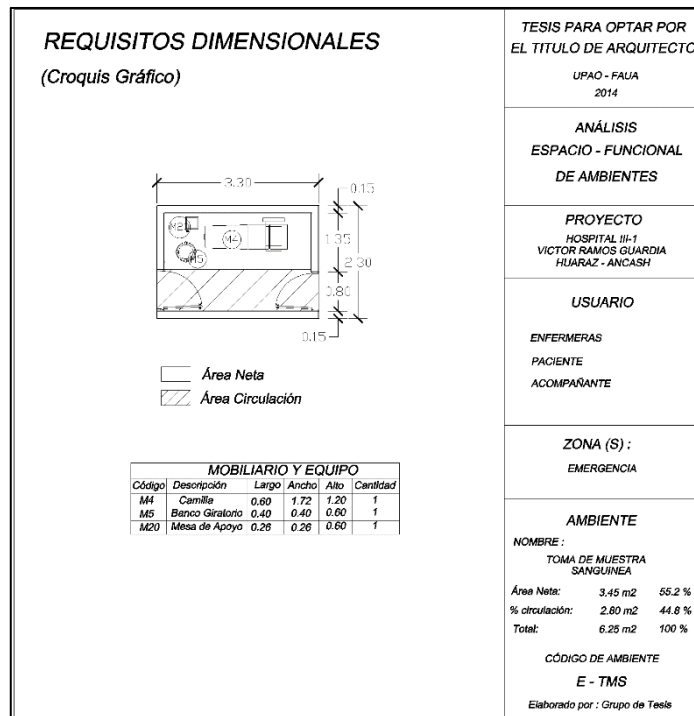 REQUISITOS DIMENSIONALES
(Croquis Gráfico)
3.30
0.15
M2
M4
M5
1.35
2.30
0.80
0.15
Área Neta
Área Circulación
MOBILIARIO Y EQUIPO
Código Descripción Largo Ancho Alto Cantidad
M4 Camilla 0.60 1.72 1.20 1
M5 Banco Giratorio 0.40 0.40 0.60 1
M20 Mesa de Apoyo 0.26 0.26 0.60 1
TESIS PARA OPTAR POR
EL TITULO DE ARQUITECTO
UPAO - FAUA
2014
ANÁLISIS
ESPACIO - FUNCIONAL
DE AMBIENTES
PROYECTO
HOSPITAL III-1
VICTOR RAMOS GUARDIA
HUARAZ - ANCASH
USUARIO
ENFERMERAS
PACIENTE
ACOMPAÑANTE
ZONA (S) :
EMERGENCIA
AMBIENTE
NOMBRE :
TOMA DE MUESTRA
SANGUINEA
Área Neta: 3.45 m2 55.2 %
% circulación: 2.80 m2 44.8 %
Total: 6.25 m2 100 %
CÓDIGO DE AMBIENTE
E - TMS
Elaborado por : Grupo de Tesis